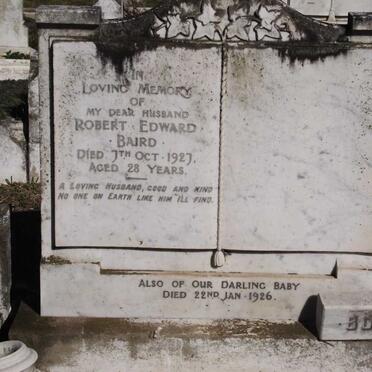 IN
LOVING MEMORY
OF
MY DEAR HUSBAND
ROBERT EDWARD
BAIRD
DIED 7TH OCT. 1927,
AGED 28 YEARS.
A LOVING HUSBAND, GOOD AND KIND
NO ONE ON EARTH LIKE HIM I'LL FIND.
ALSO OF OUR DARLING BABY
DIED 22ND JAN. 1926.